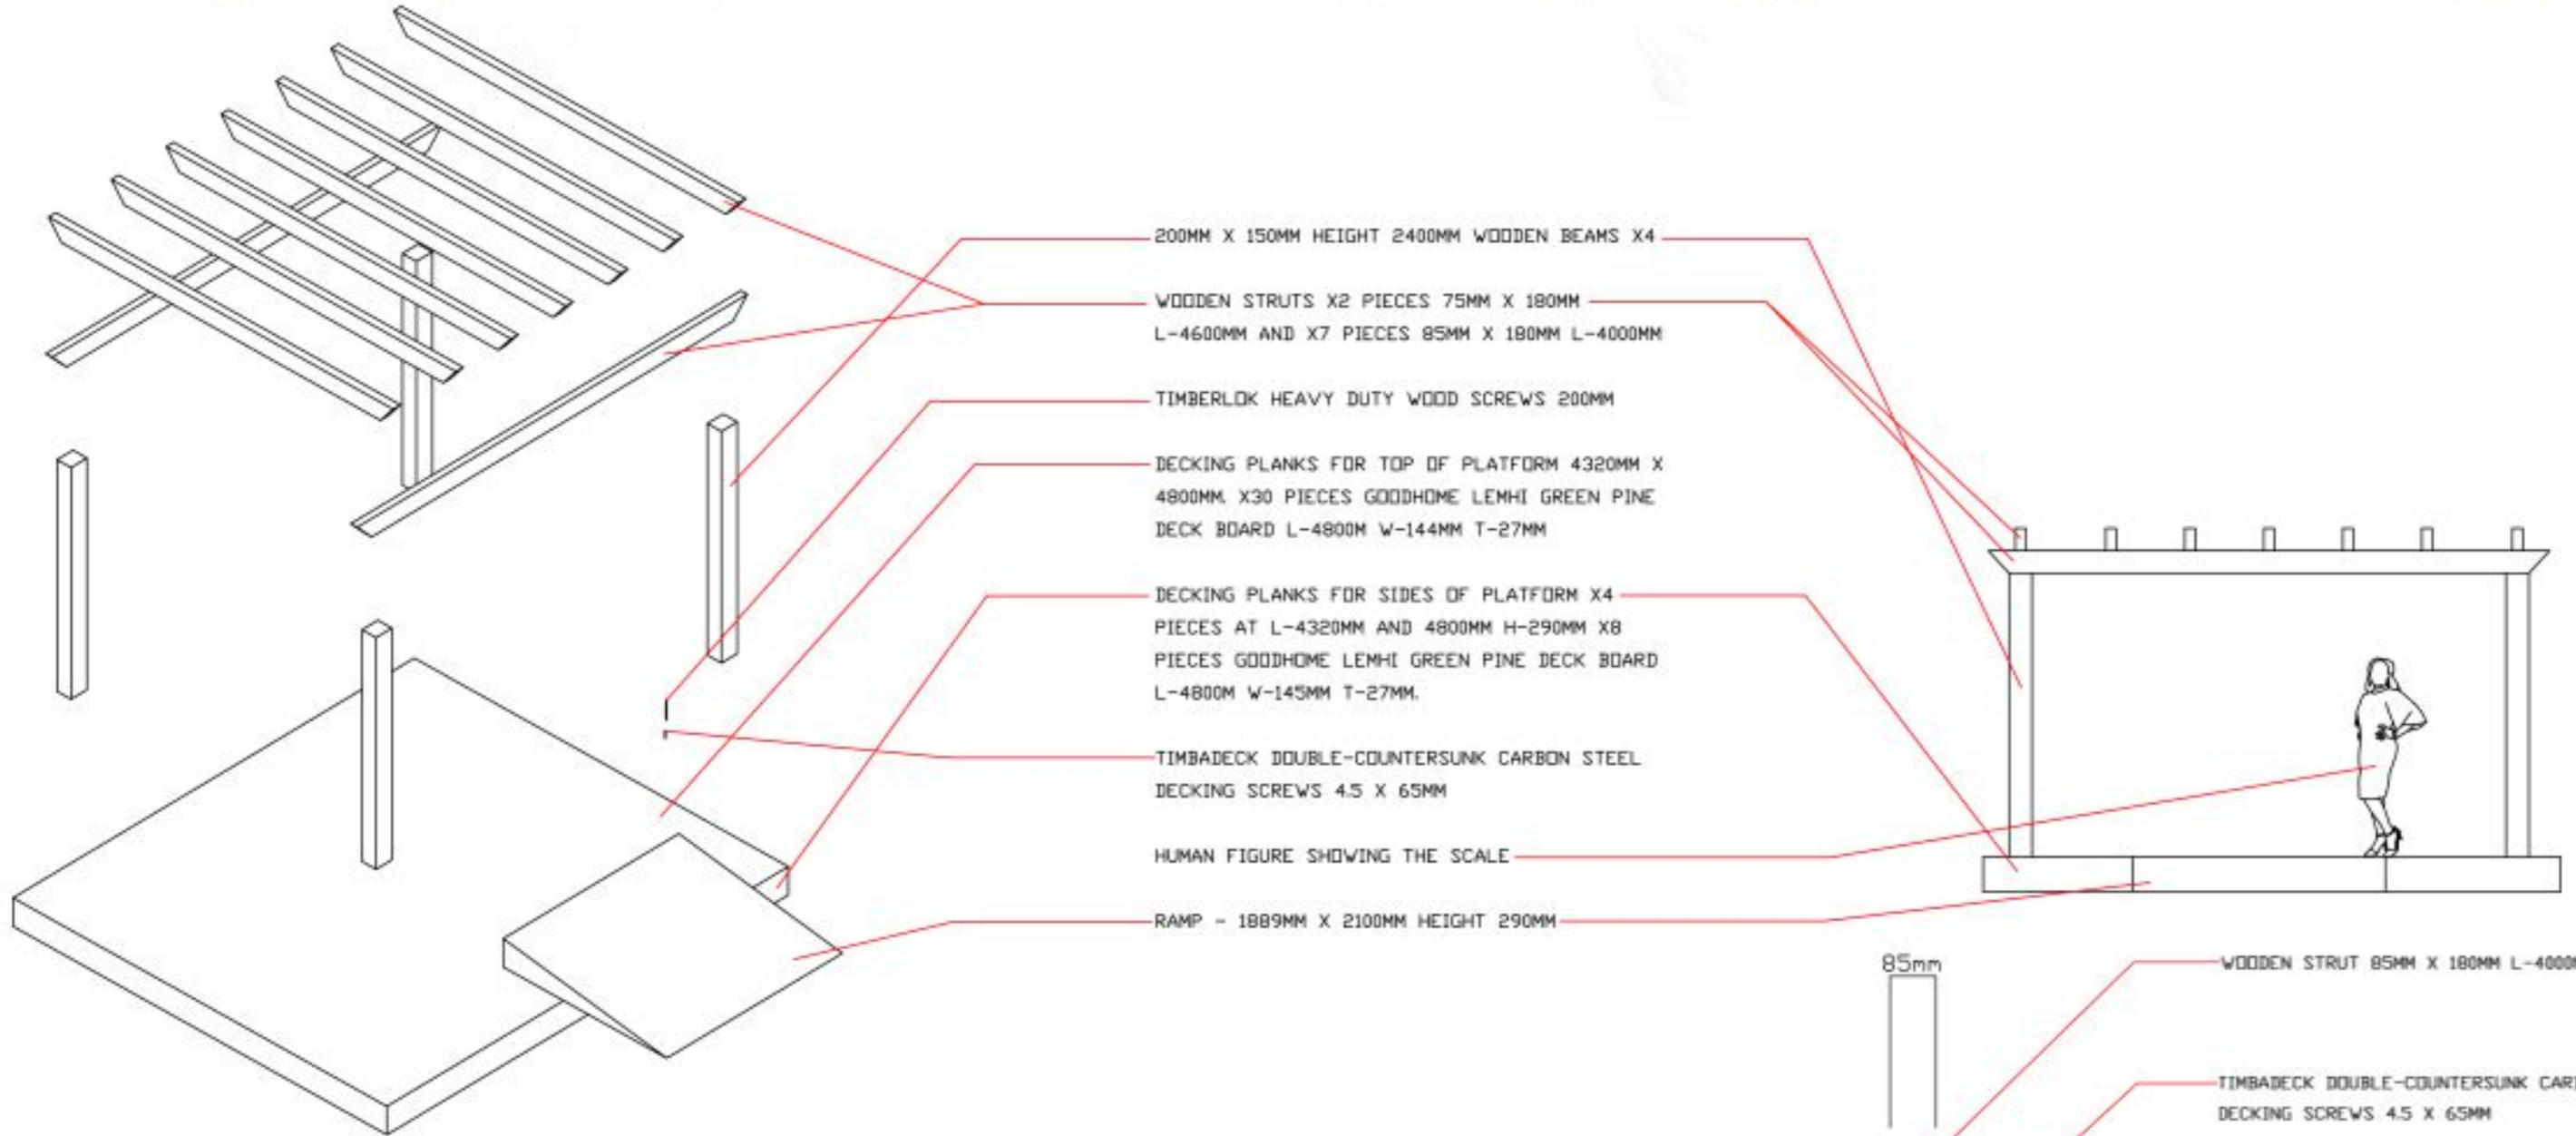 200MM X 150MM HEIGHT 2400MM WOODEN BEAMS X4
WOODEN STRUTS X2 PIECES 75MM X 180MM
L-4600MM AND X7 PIECES 85MM X 180MM L-4000MM
TIMBERLOK HEAVY DUTY WOOD SCREWS 200MM
DECKING PLANKS FOR TOP OF PLATFORM 4320MM X
4800MM. X30 PIECES GOODHOME LEMHI GREEN PINE
DECK BOARD L-4800M W-144MM T-27MM
DECKING PLANKS FOR SIDES OF PLATFORM X4
PIECES AT L-4320MM AND 4800MM H-290MM X8
PIECES GOODHOME LEMHI GREEN PINE DECK BOARD
L-4800M W-145MM T-27MM.
TIMBADECK DOUBLE-COUNTERSUNK CARBON STEEL
DECKING SCREWS 4.5 X 65MM
HUMAN FIGURE SHOWING THE SCALE
RAMP - 1889MM X 2100MM HEIGHT 290MM
85mm
WOODEN STRUT 85MM X 180MM L-4000
TIMBADECK DOUBLE-COUNTERSUNK CAR
DECKING SCREWS 4.5 X 65MM